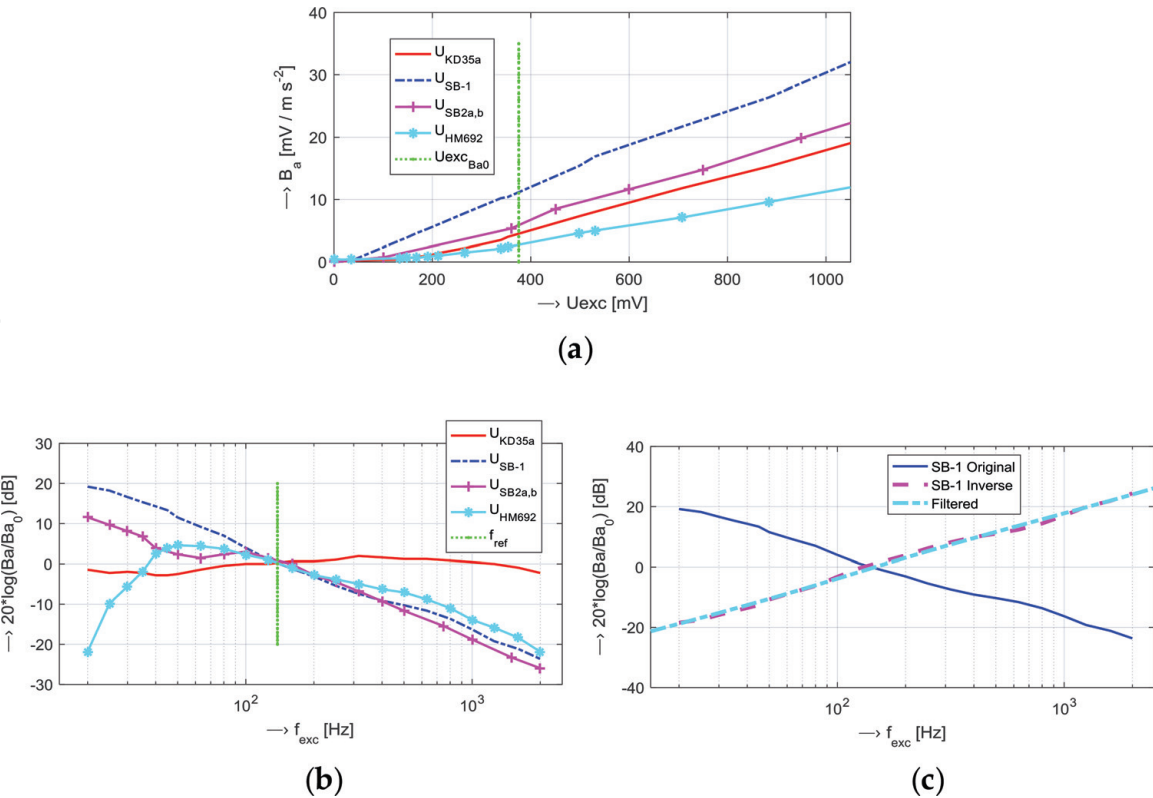 40
30
20
10
0
—> B_a [mV / m s^-2]
U_KD35a
U_SB-1
U_SB2a,b
U_HM692
Uexc_Ba0
0 200 400 600 800 1000
—> Uexc [mV]
(a)
30
20
10
0
-10
-20
-30
—> 20*log(Ba/Ba_0) [dB]
U_KD35a
U_SB-1
U_SB2a,b
U_HM692
f_ref
10^2 10^3
—> f_exc [Hz]
(b)
40
20
0
-20
-40
—> 20*log(Ba/Ba_0) [dB]
SB-1 Original
SB-1 Inverse
Filtered
10^2 10^3
—> f_exc [Hz]
(c)